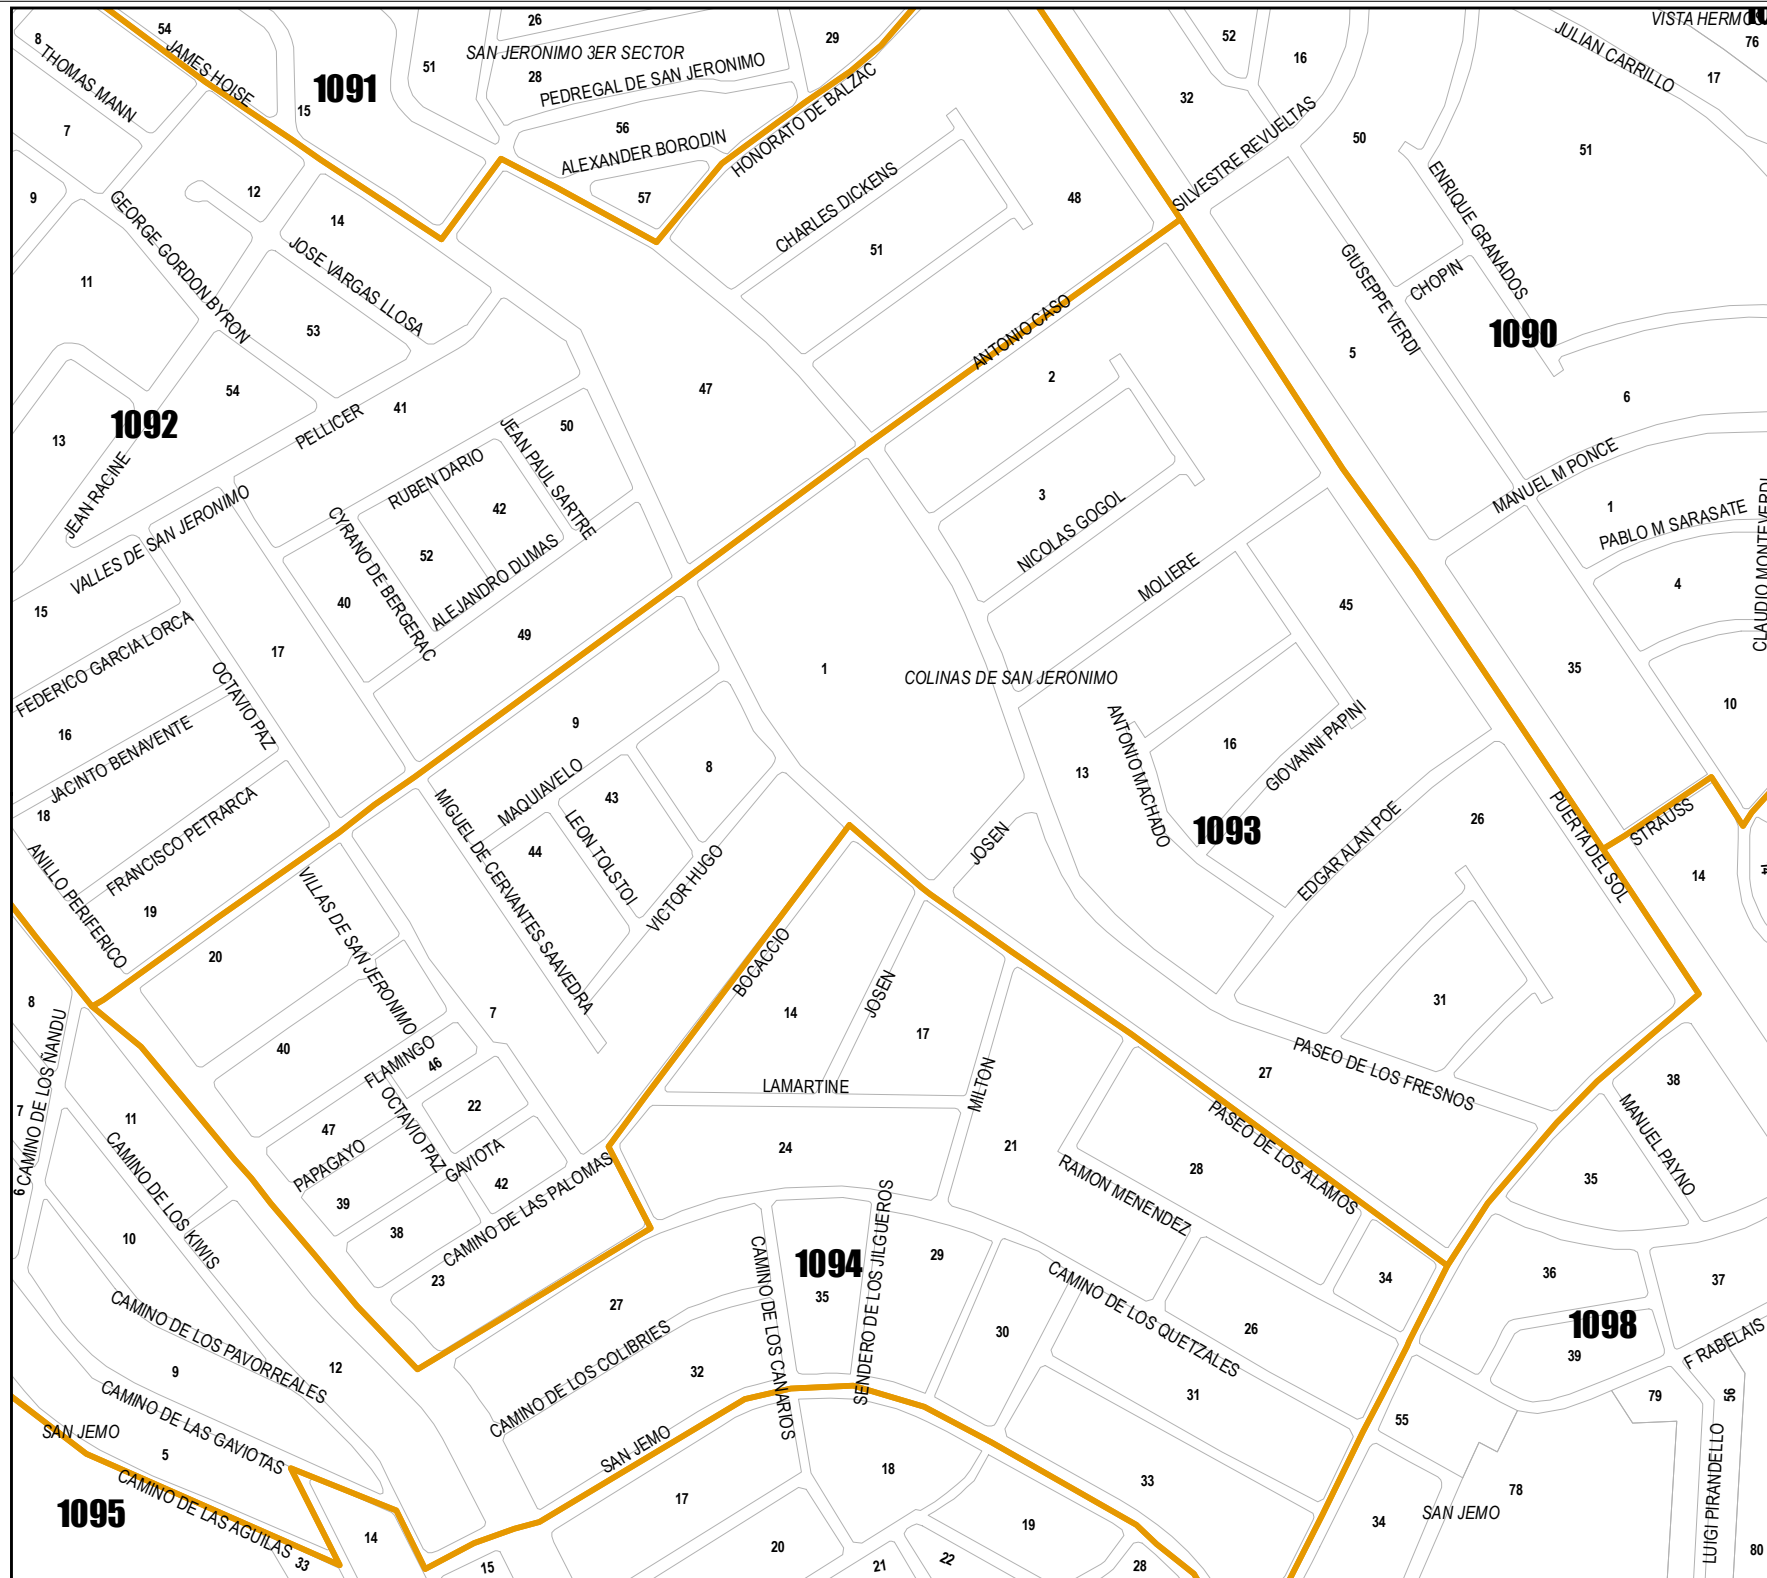 VISTA HERMOS
54
26
8
THOMAS MANN
JAMES HOISE
1091
51
SAN JERONIMO 3ER SECTOR
28
PEDREGAL DE SAN JERONIMO
29
52
16
JULIAN CARRILLO
76
17
7
15
56
ALEXANDER BORODIN
HONORATO DE BALZAC
32
SILVESTRE REVUELTAS
50
51
9
12
GEORGE GORDON BYRON
14
57
CHARLES DICKENS
48
ENRIQUE GRANADOS
JOSE VARGAS LLOSA
51
GIUSEPPE VERDI
CHOPIN
11
53
ANTONIO CASO
1090
5
54
47
2
6
13
1092
41
PELLICER
50
JEAN RACINE
RUBEN DARIO
JEAN PAUL SARTRE
42
3
NICOLAS GOGOL
MANUEL M PONCE
1
PABLO M SARASATE
CLAUDIO MONTEVERDI
VALLES DE SAN JERONIMO
CYRANO DE BERGERAC
52
ALEJANDRO DUMAS
MOLIERE
4
15
40
49
45
FEDERICO GARCIA LORCA
17
OCTAVIO PAZ
1
COLINAS DE SAN JERONIMO
35
10
16
JACINTO BENAVENTE
9
ANTONIO MACHADO
16
GIOVANNI PAPINI
18
FRANCISCO PETRARCA
MAQUIAVELO
43
8
13
1093
26
PUERTA DEL SOL
STRAUSS
ANILLO PERIFERICO
MIGUEL DE CERVANTES SAAVEDRA
44
LEON TOLSTOI
VICTOR HUGO
JOSEN
EDGAR ALAN POE
14
19
VILLAS DE SAN JERONIMO
20
BOCACCIO
8
CAMINO DE LOS ÑANDU
7
14
JOSEN
17
31
40
FLAMINGO
46
PASEO DE LOS FRESNOS
27
38
7
11
22
LAMARTINE
MILTON
MANUEL PAYNO
47
OCTAVIO PAZ
PASEO DE LOS ALAMOS
CAMINO DE LOS KIWIS
PAPAGAYO
GAVIOTA
24
21
28
RAMON MENENDEZ
35
6
39
42
CAMINO DE LAS PALOMAS
SENDERO DE LOS JILGUEROS
10
38
CAMINO DE LOS CANARIOS
1094
29
34
36
37
23
27
35
CAMINO DE LOS QUETZALES
CAMINO DE LOS PAVORREALES
CAMINO DE LOS COLIBRIES
30
26
1098
F RABELAIS
12
9
32
39
CAMINO DE LAS GAVIOTAS
31
79
56
SAN JEMO
SAN JEMO
55
5
LUIGI PIRANDELLO
CAMINO DE LAS AGUILAS
18
33
78
1095
17
SAN JEMO
34
14
19
33
15
20
21
22
28
80